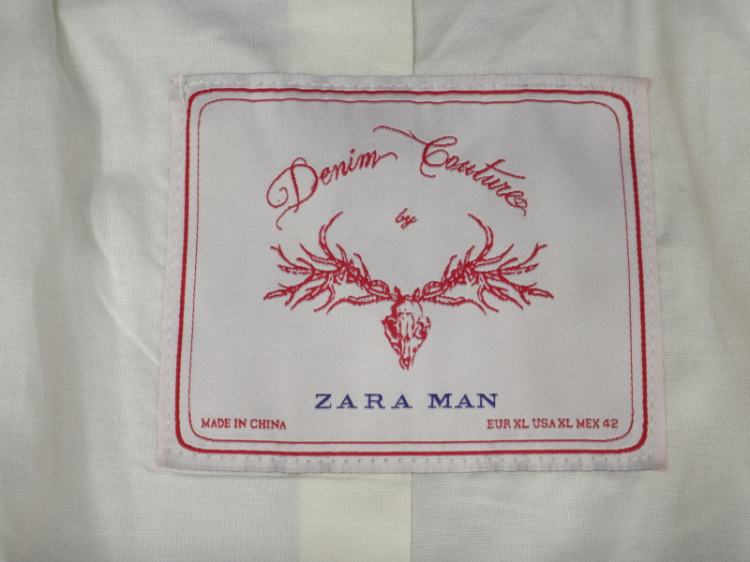 Denim Couture
by
ZARA MAN
MADE IN CHINA
EUR XL USA XL MEX 42